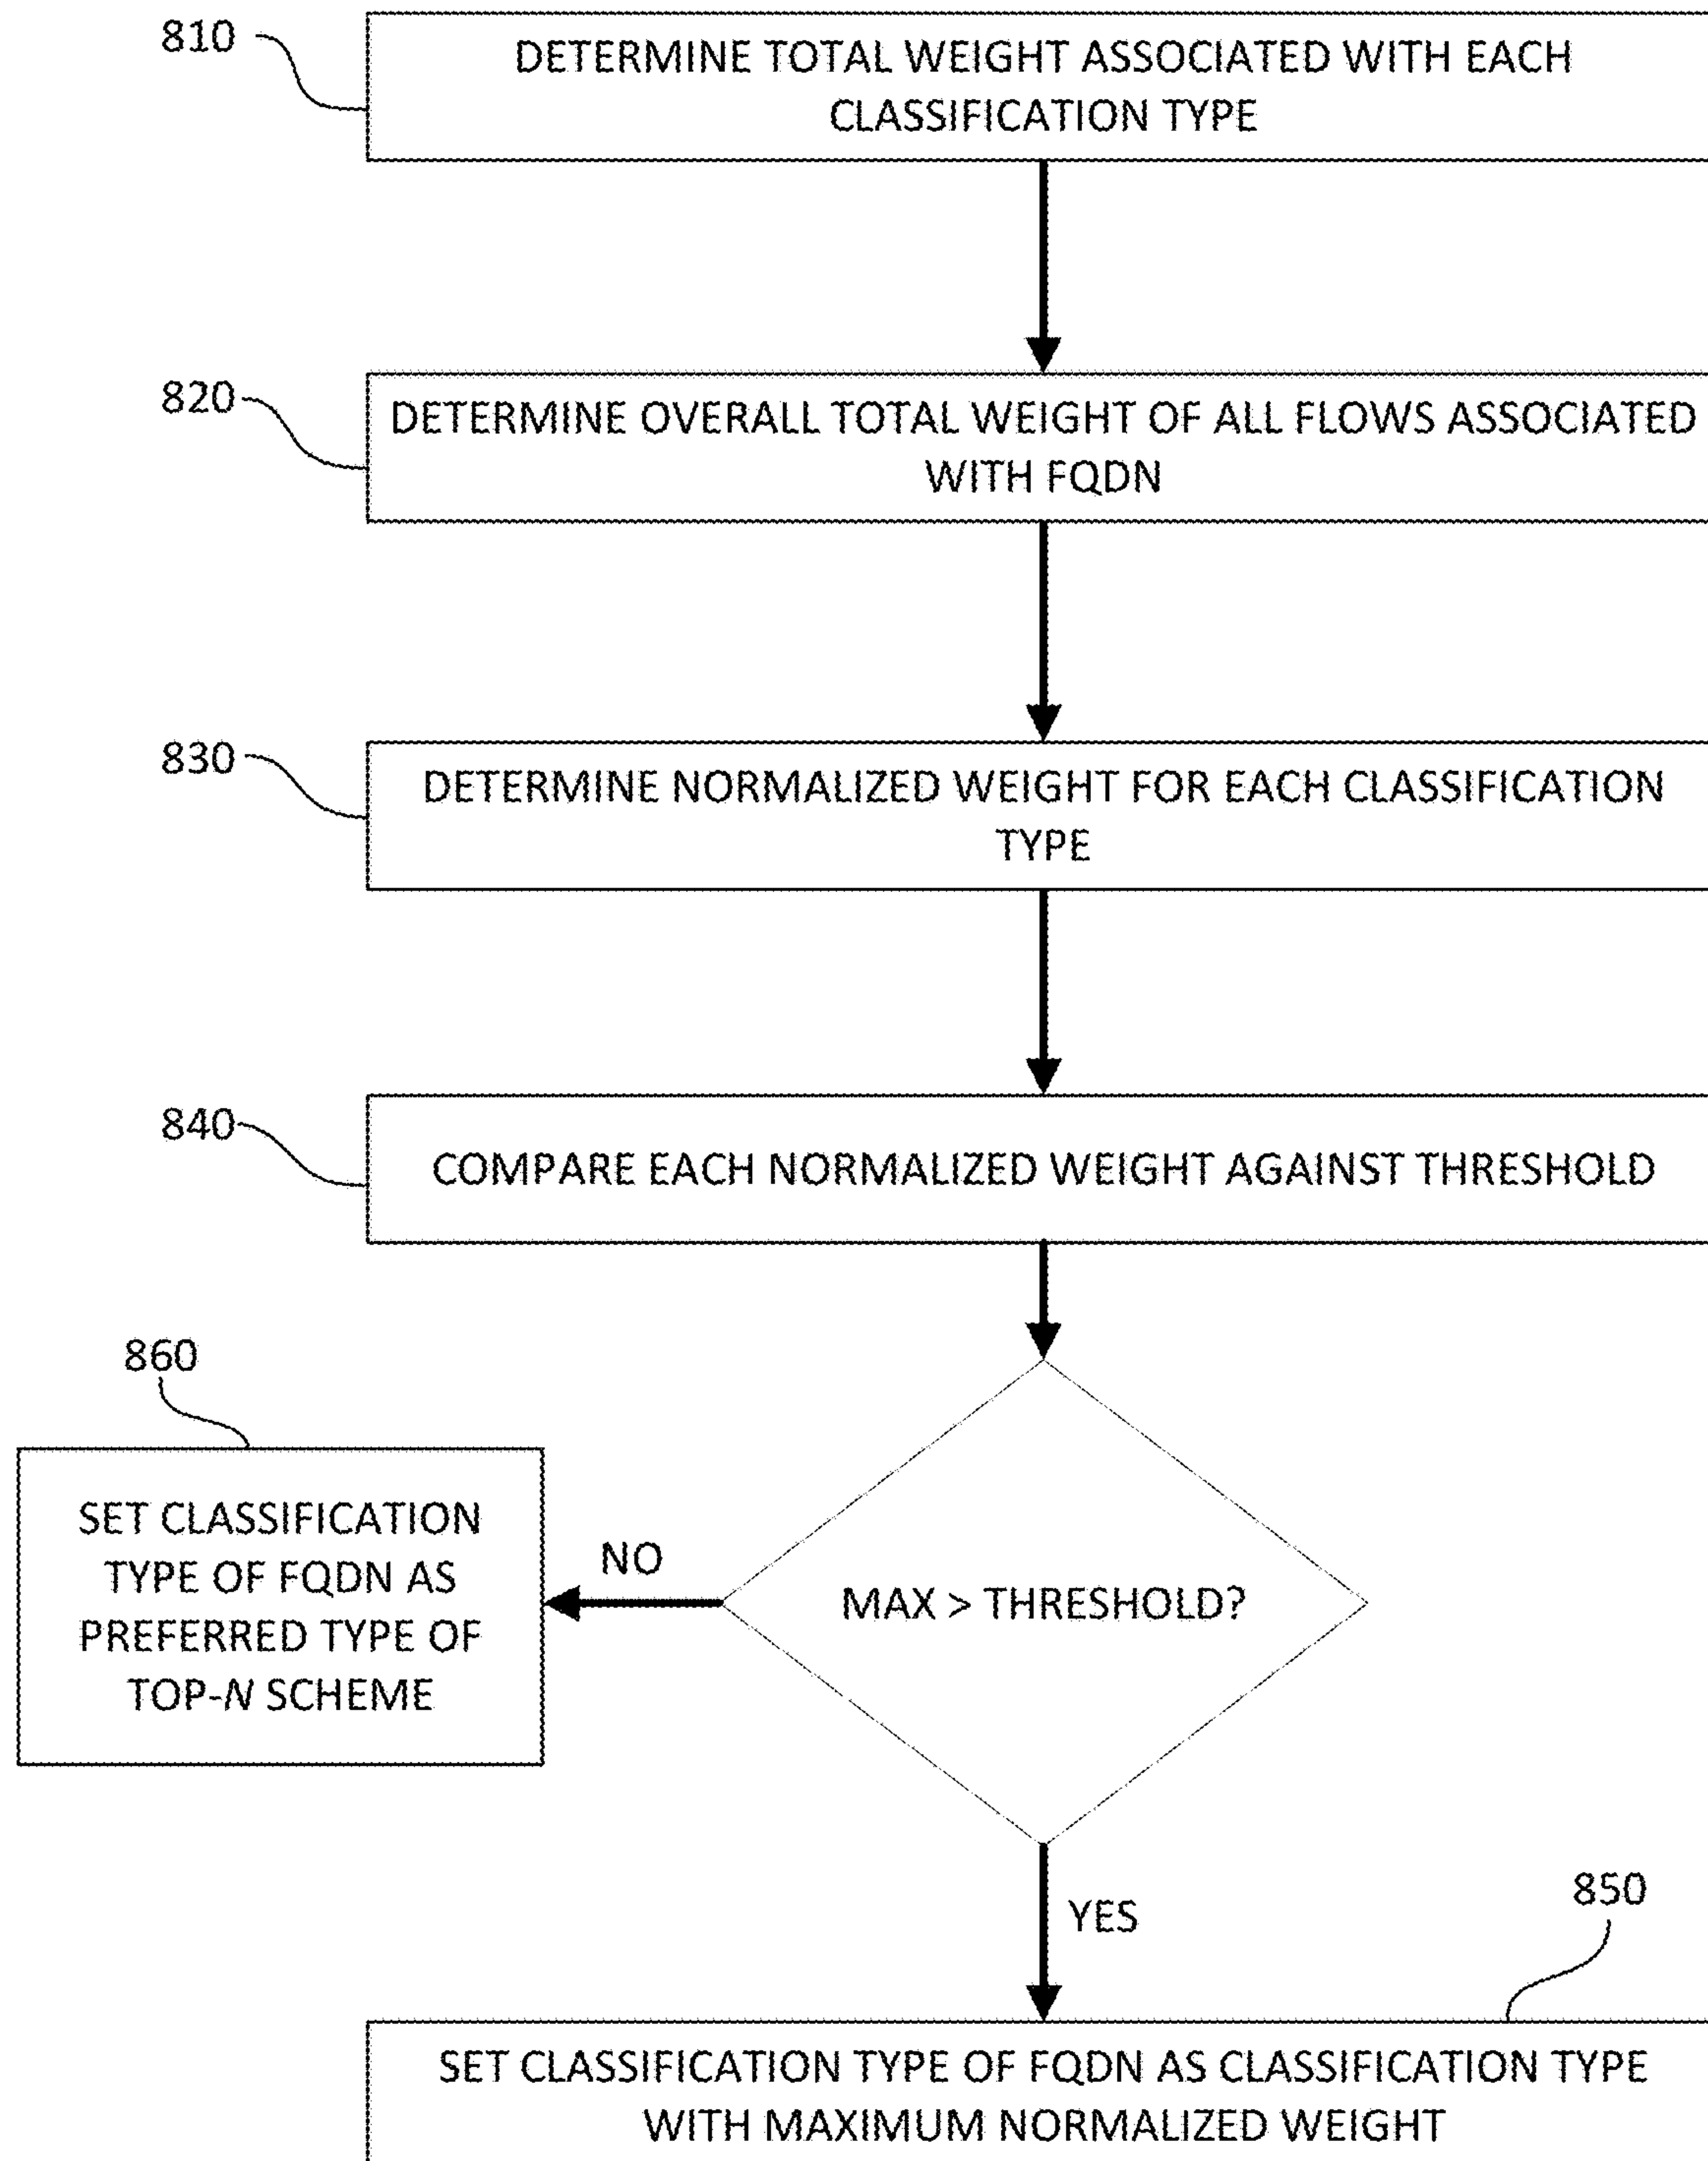 810
DETERMINE TOTAL WEIGHT ASSOCIATED WITH EACH
CLASSIFICATION TYPE
820
DETERMINE OVERALL TOTAL WEIGHT OF ALL FLOWS ASSOCIATED
WITH FQDN
830
DETERMINE NORMALIZED WEIGHT FOR EACH CLASSIFICATION
TYPE
840
COMPARE EACH NORMALIZED WEIGHT AGAINST THRESHOLD
860
SET CLASSIFICATION
TYPE OF FQDN AS
PREFERRED TYPE OF
TOP-N SCHEME
NO
MAX > THRESHOLD?
YES
850
SET CLASSIFICATION TYPE OF FQDN AS CLASSIFICATION TYPE
WITH MAXIMUM NORMALIZED WEIGHT